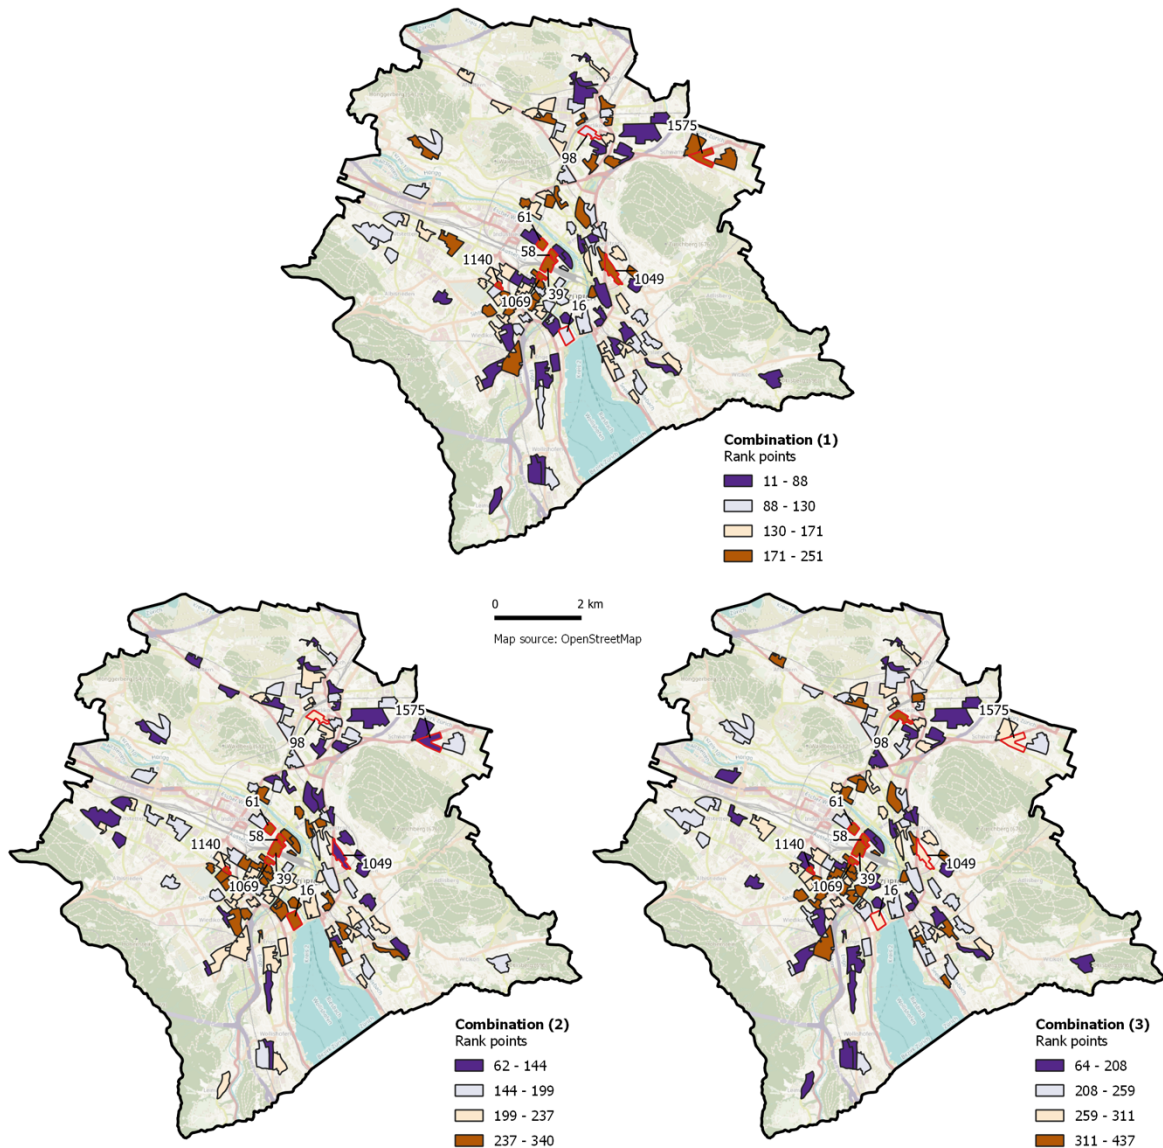 1575
98
61
58
1140
1049
1069
39
16
Combination (1)
Rank points
11 - 88
88 - 130
130 - 171
171 - 251
0 2 km
Map source: OpenStreetMap
1575
98
61
58
1140
1049
1069
39
16
Combination (2)
Rank points
62 - 144
144 - 199
199 - 237
237 - 340
1575
98
61
58
1140
1049
1069
39
16
Combination (3)
Rank points
64 - 208
208 - 259
259 - 311
311 - 437